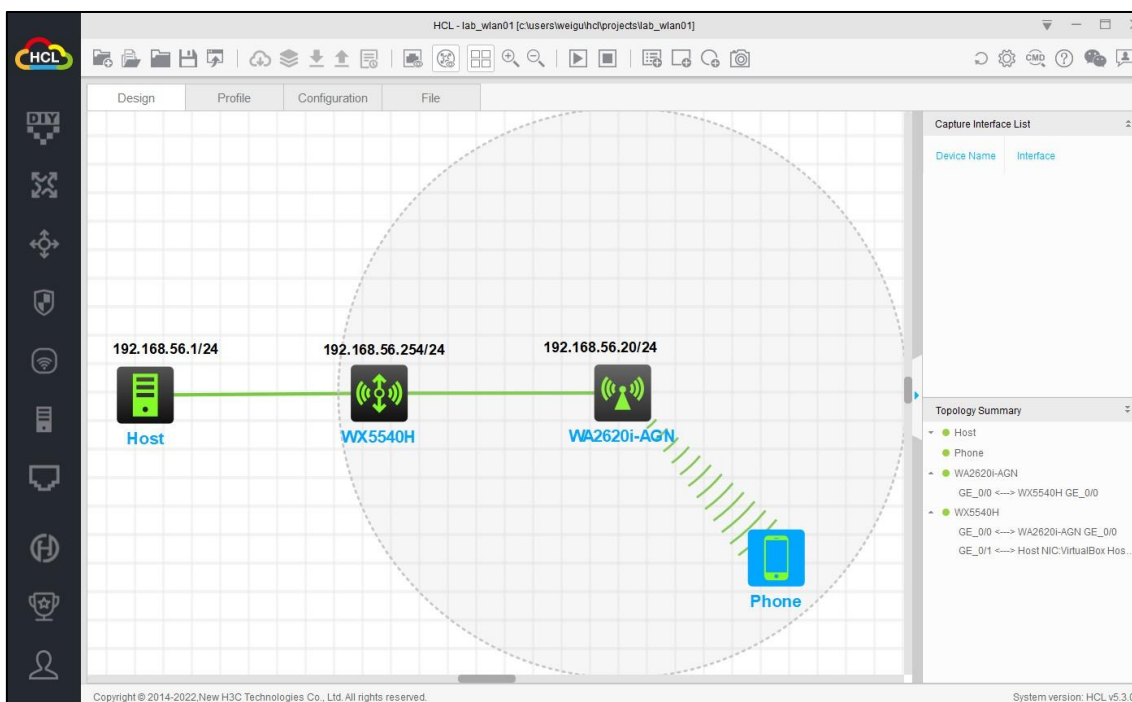 HCL - lab_wlan01 [c:\users\weigu\hcl\projects\lab_wlan01]
HCL
CMD
Design
Profile
Configuration
File
DIY
Capture Interface List
Device Name
Interface
192.168.56.1/24
192.168.56.254/24
192.168.56.20/24
Host
WX5540H
WA2620i-AGN
Phone
Topology Summary
Host
Phone
WA2620i-AGN
GE_0/0 <---> WX5540H GE_0/0
WX5540H
GE_0/0 <---> WA2620i-AGN GE_0/0
GE_0/1 <---> Host NIC:VirtualBox Hos...
Copyright © 2014-2022,New H3C Technologies Co., Ltd. All rights reserved.
System version: HCL v5.3.0